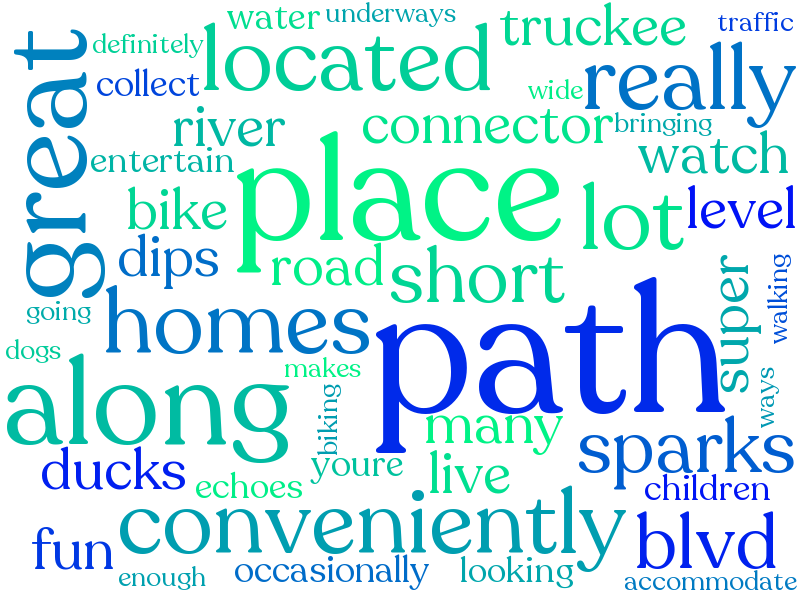 water
underways
truckee
traffic
definitely
located
really
collect
wide
great
river
connector
bringing
entertain
place
watch
bike
lot
level
dips
road
short
super
walking
going
homes
path
dogs
makes
along
biking
many
ways
sparks
ducks
youre
live
echoes
children
conveniently
blvd
fun
occasionally
looking
enough
accommodate